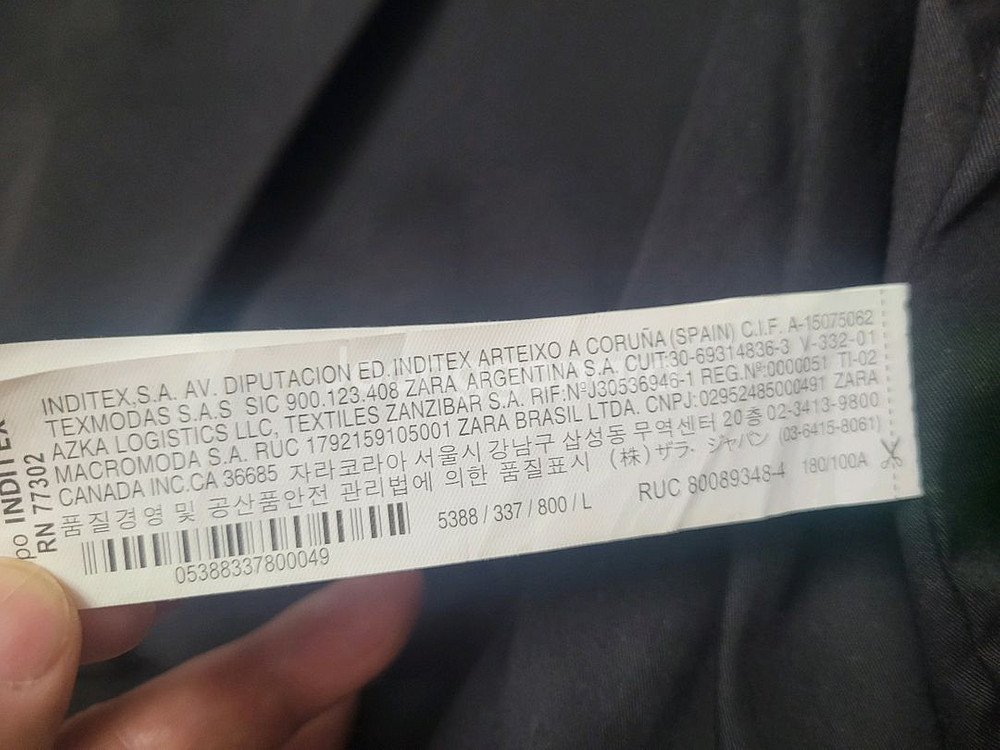 INDITEX.S.A. AV. DIPUTACION ED.INDITEX ARTEIXO A CORUÑA (SPAIN) C.I.F. A-15075062
TEXMODAS S.A.S SIC 900.123.408 ZARA ARGENTINA S.A. CUIT:30-69314836-3 V-332-01
AZKA LOGISTICS LLC, TEXTILES ZANZIBAR S.A. RIF:Nº J30536946-1 REG.Nº:0000051 TI-02
MACROMODA S.A. RUC 1792159105001 ZARA BRASIL LTDA. CNPJ:02952485000491 ZARA
CANADA INC.CA 36685 자라코리아 서울시 강남구 삼성동 무역센터 20층 02-3413-9800
품질경영 및 공산품안전 관리법에 의한 품질표시 (株)ザラ・ジャパン (03-6415-8061)
05388337800049
5388 / 337 / 800 / L
RUC 80089348-4 180/100A
INDITEX
RN 77302